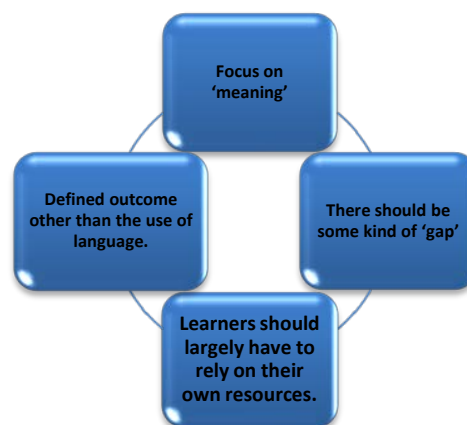 Focus on
‘meaning’
There should be
some kind of ‘gap’
Learners should
largely have to
rely on their
own resources.
Defined outcome
other than the use of
language.